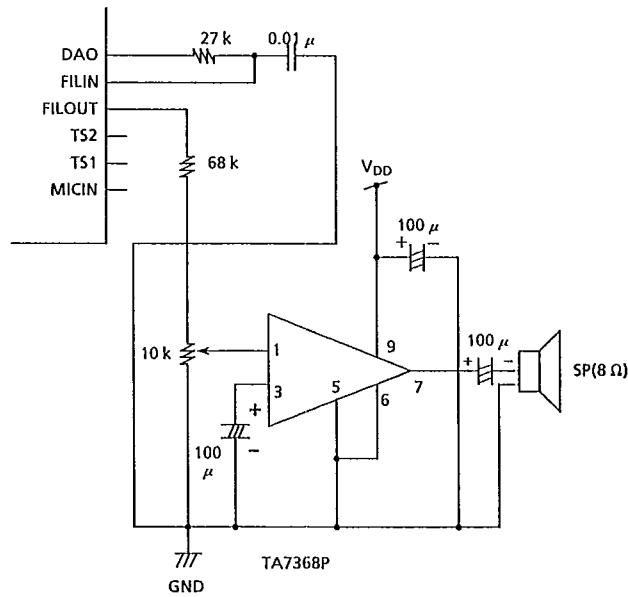 27 k
0.01 μ
DAO
FILIN
FILOUT
TS2
68 k
TS1
MICIN
VDD
100 μ
+ −
100 μ
+ −
10 k
1
9
SP(8 Ω)
3
5
6
7
+
100
μ
−
TA7368P
GND